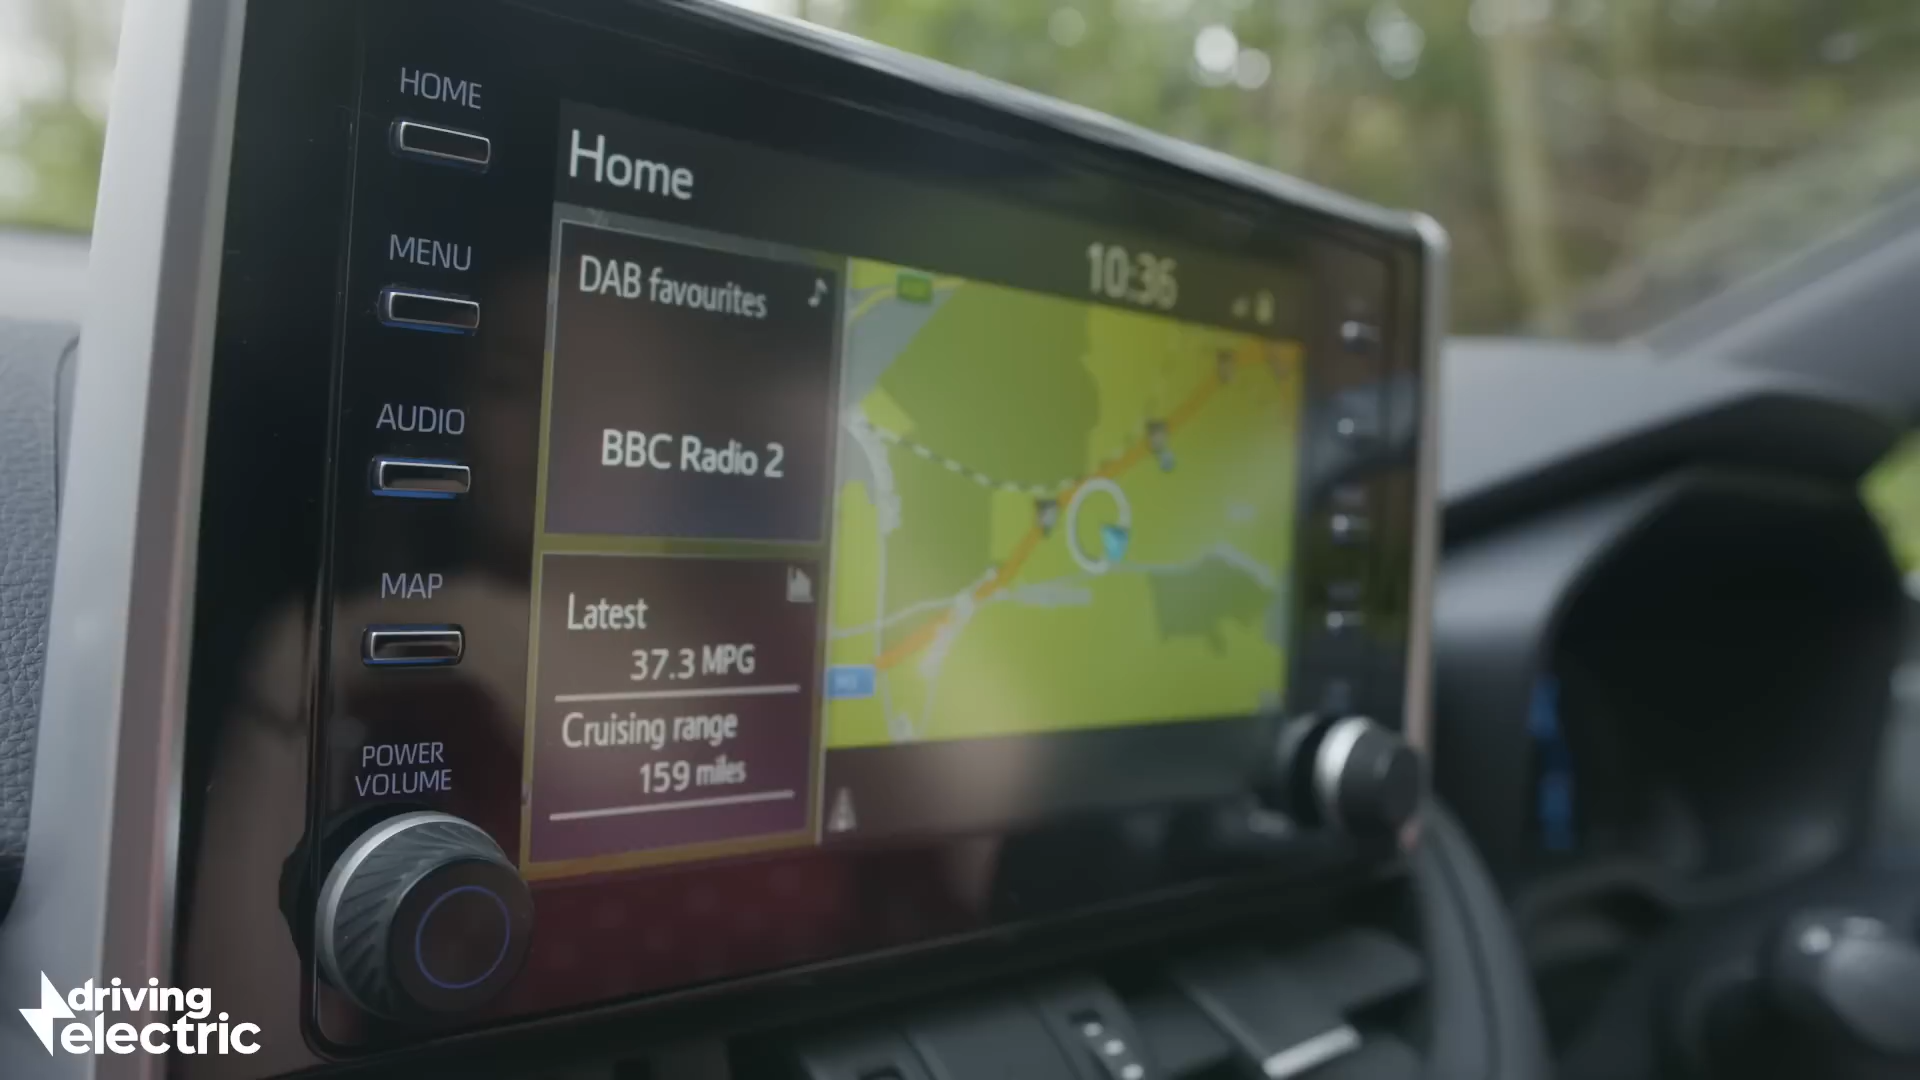 HOME
MENU
AUDIO
MAP
POWER
VOLUME
Home
10:36
DAB favourites
BBC Radio 2
Latest
37.3 MPG
Cruising range
159 miles
driving
electric